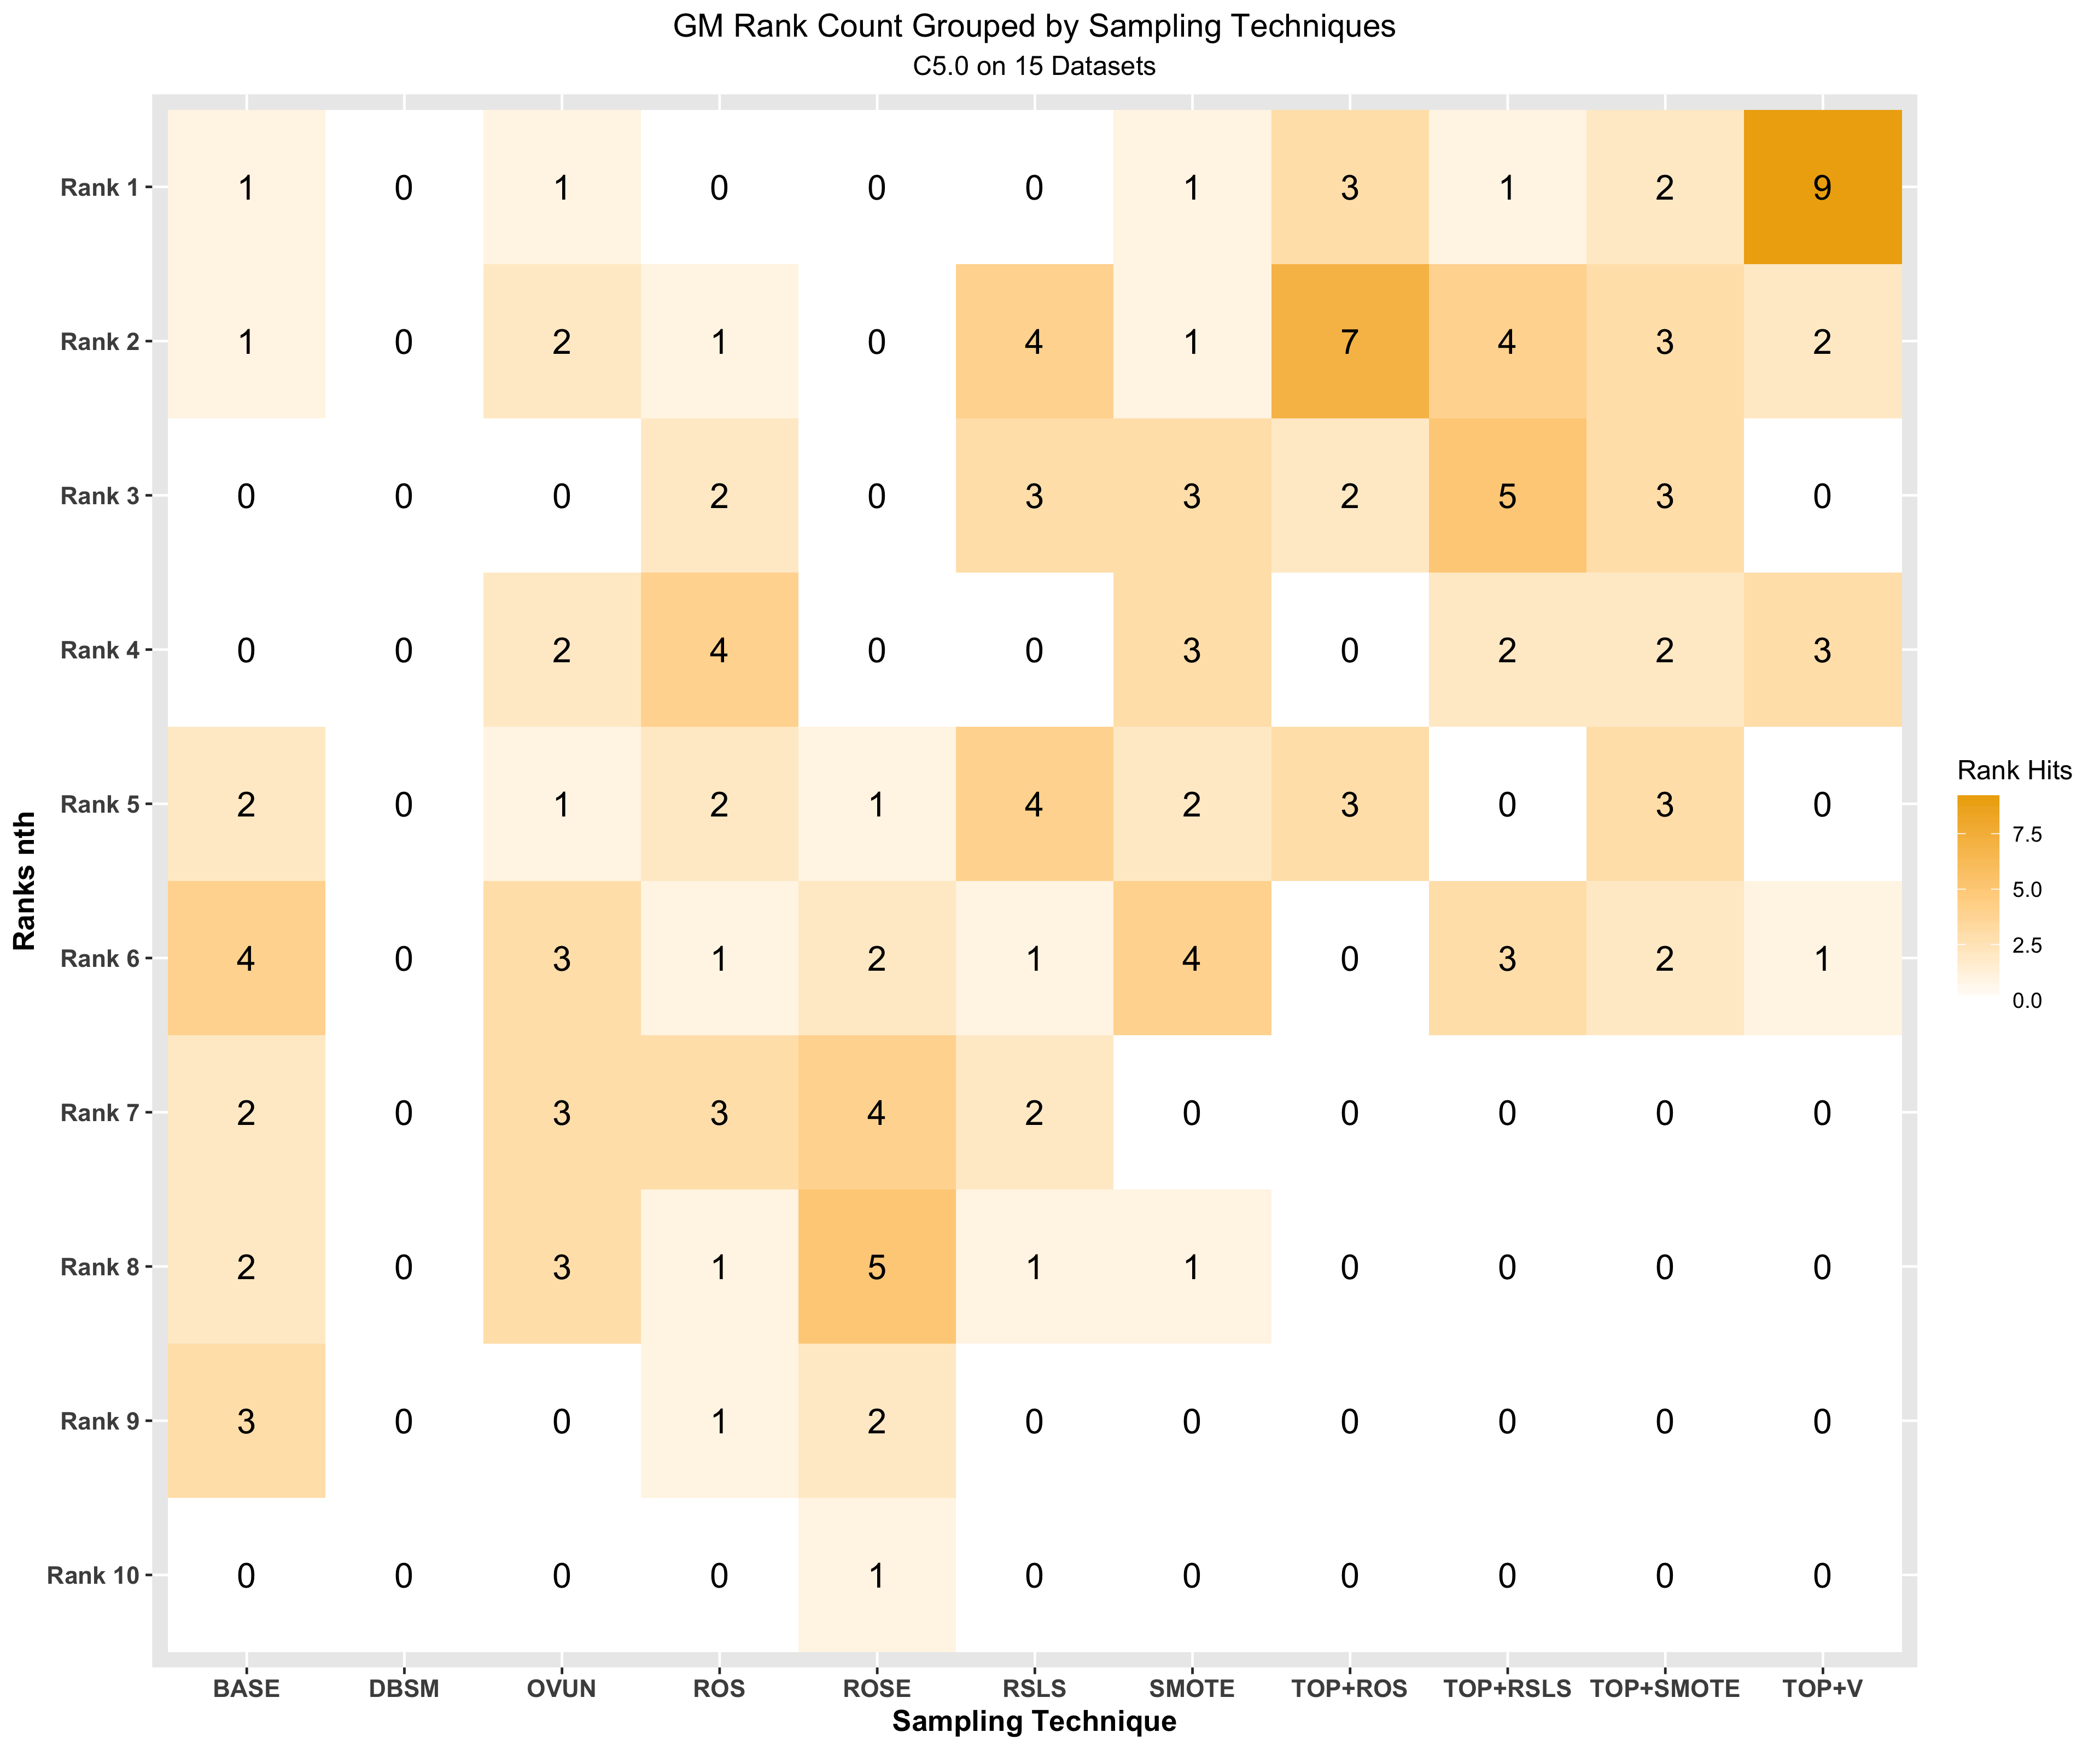 GM Rank Count Grouped by Sampling Techniques
C5.0 on 15 Datasets
Rank 1 1 0 1 0 0 0 1 3 1 2 9
Rank 2 1 0 2 1 0 4 1 7 4 3 2
Rank 3 0 0 0 2 0 3 3 2 5 3 0
Rank 4 0 0 2 4 0 0 3 0 2 2 3
Rank 5 2 0 1 2 1 4 2 3 0 3 0
Rank 6 4 0 3 1 2 1 4 0 3 2 1
Rank 7 2 0 3 3 4 2 0 0 0 0 0
Rank 8 2 0 3 1 5 1 1 0 0 0 0
Rank 9 3 0 0 1 2 0 0 0 0 0 0
Rank 10 0 0 0 0 1 0 0 0 0 0 0
BASE DBSM OVUN ROS ROSE RSLS SMOTE TOP+ROS TOP+RSLS TOP+SMOTE TOP+V
Sampling Technique
Ranks nth
Rank Hits
7.5
5.0
2.5
0.0